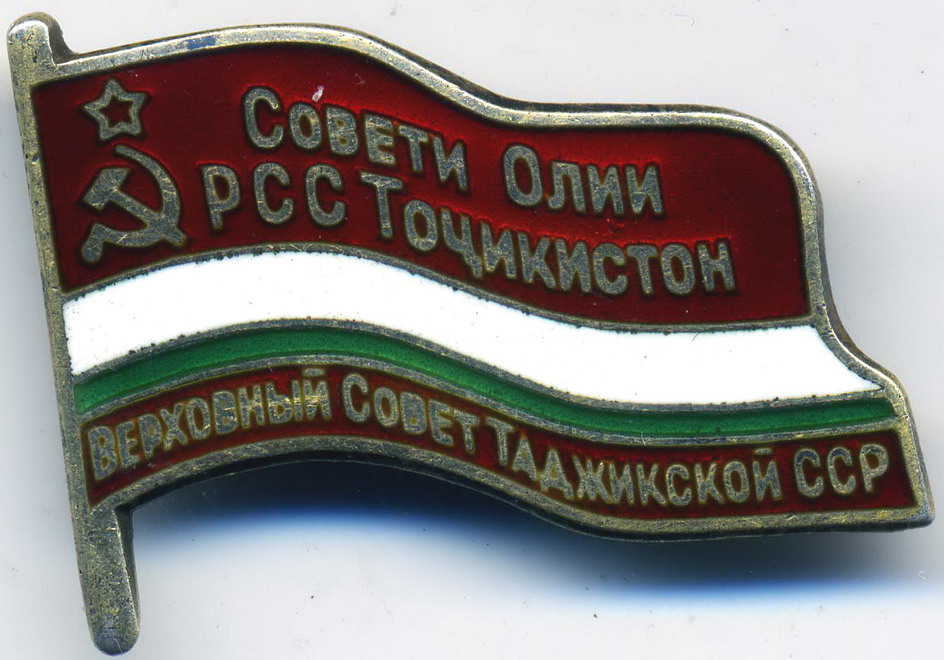 Совети Олии
РСС Тоҷикистон
Верховный Совет Таджикской ССР